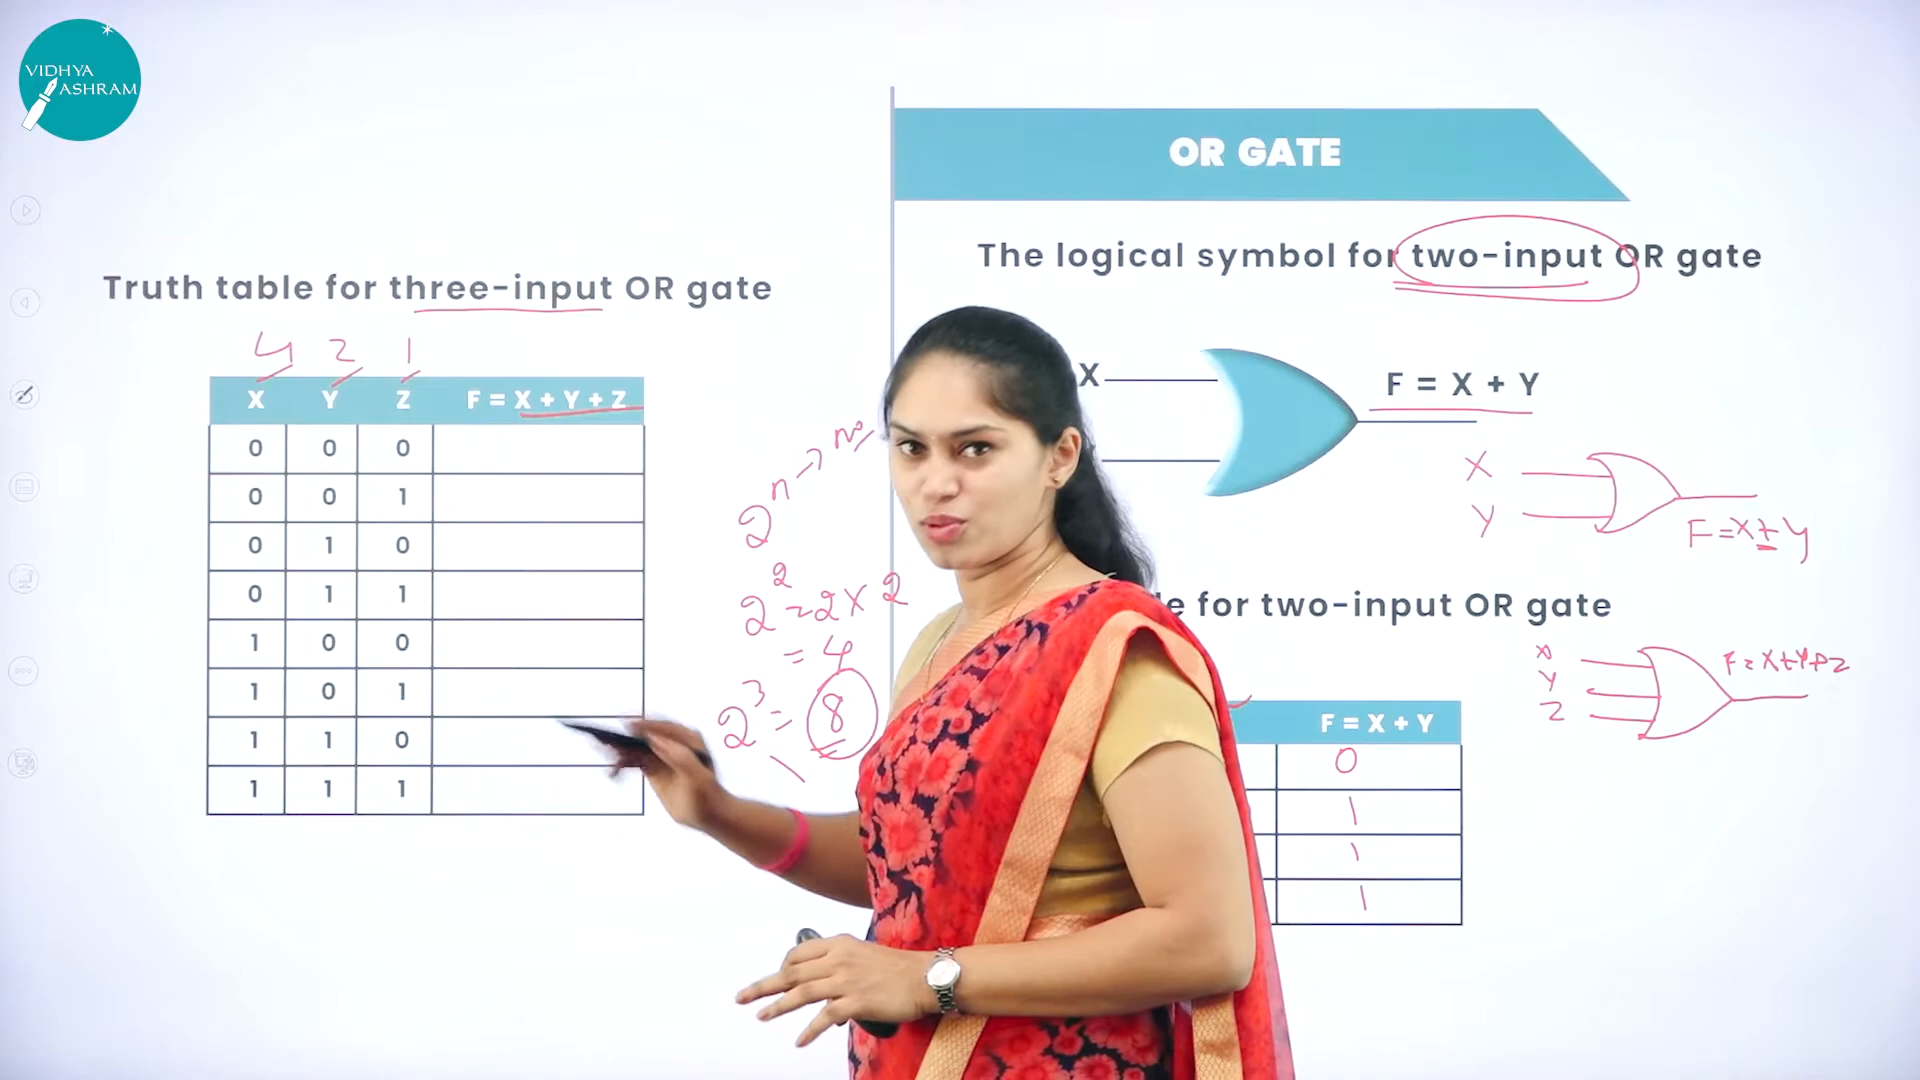 VIDHYA
ASHRAM
Truth table for three-input OR gate
4 2 1
X Y Z F = X + Y + Z
0 0 0
0 0 1
0 1 0
0 1 1
1 0 0
1 0 1
1 1 0
1 1 1
2^n → no
2^2 = 2 x 2
= 4
2^3 = 8
OR GATE
The logical symbol for two-input OR gate
X
F = X + Y
X
Y
F = X + Y
e for two-input OR gate
X
Y
Z
F = X + Y + Z
F = X + Y
0
1
1
1